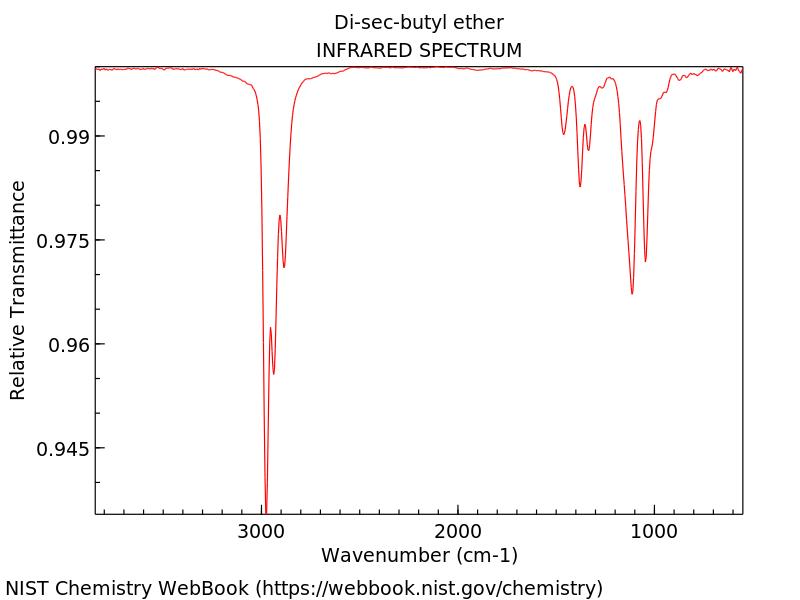 Di-sec-butyl ether
INFRARED SPECTRUM
0.99
0.975
0.96
0.945
Relative Transmittance
3000 2000 1000
Wavenumber (cm-1)
NIST Chemistry WebBook (https://webbook.nist.gov/chemistry)